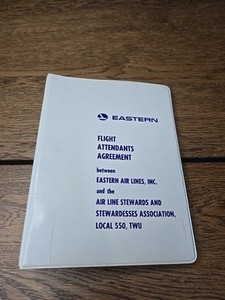 EASTERN
FLIGHT
ATTENDANTS
AGREEMENT
between
EASTERN AIR LINES, INC.
and the
AIR LINE STEWARDS AND
STEWARDESSES ASSOCIATION,
LOCAL 550, TWU